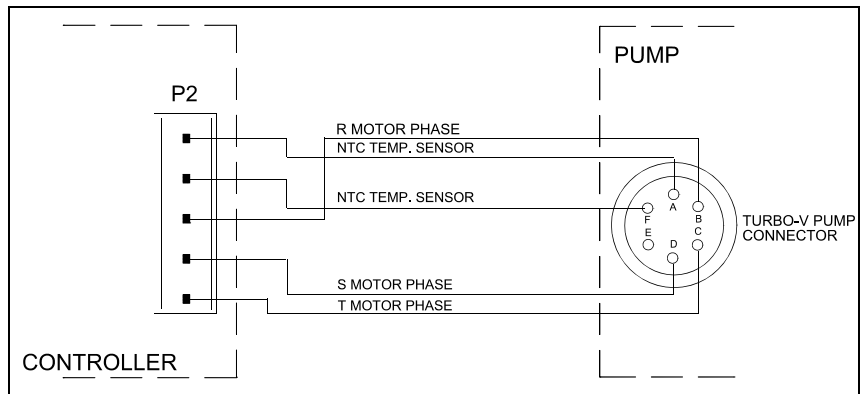 PUMP
P2
R MOTOR PHASE
NTC TEMP. SENSOR
NTC TEMP. SENSOR
A
F
B
E
C
D
TURBO-V PUMP
CONNECTOR
S MOTOR PHASE
T MOTOR PHASE
CONTROLLER